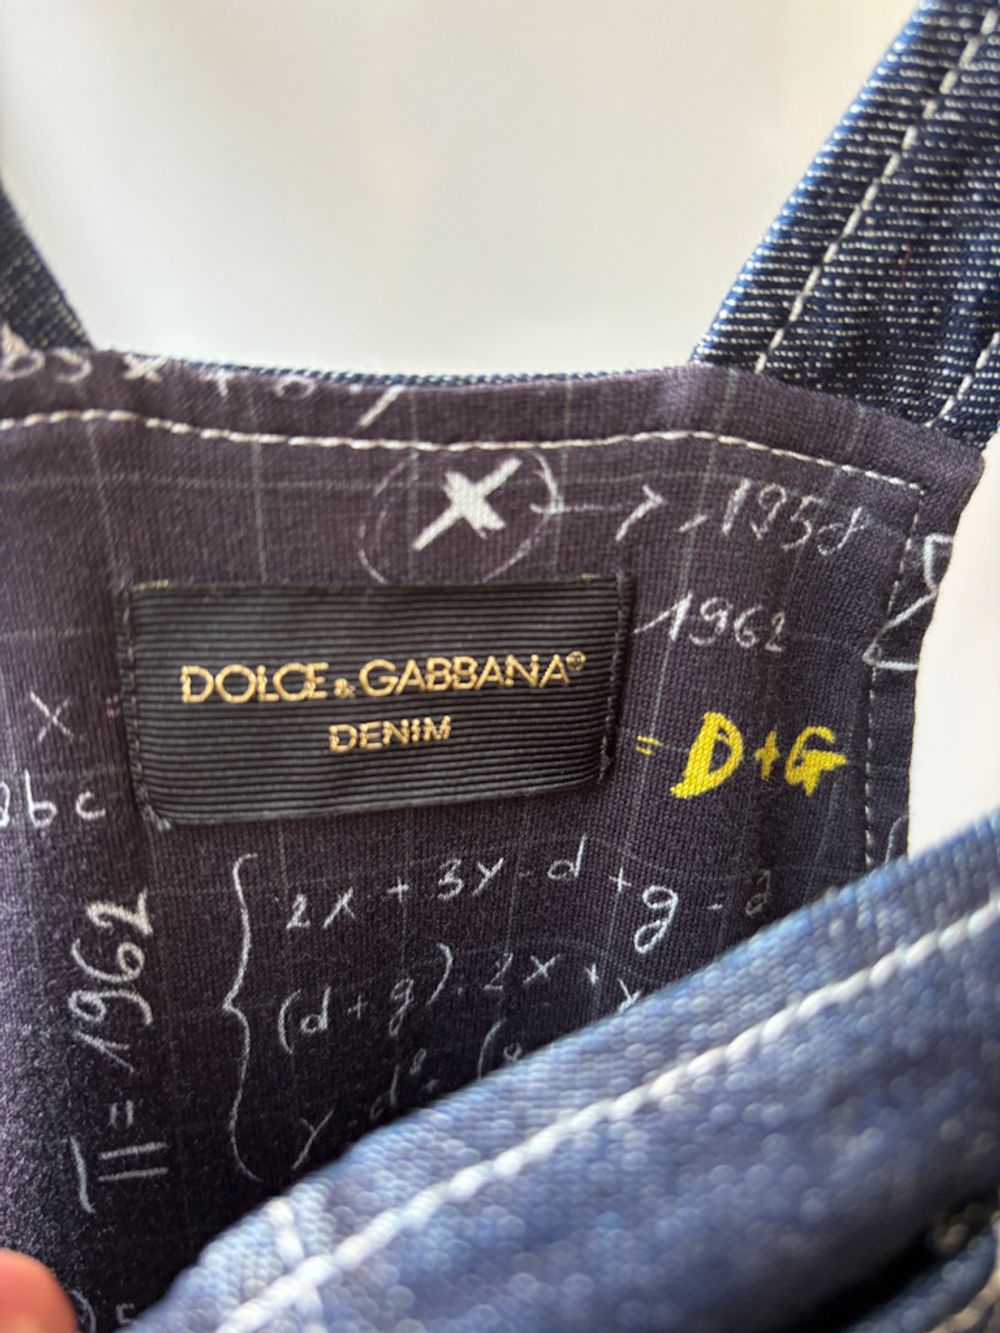 X → 1958
1962
DOLCE & GABBANA®
DENIM
= D+G
X =
abc
π = 1962
2x + 3y - d + g =
(d+g) . 2x +